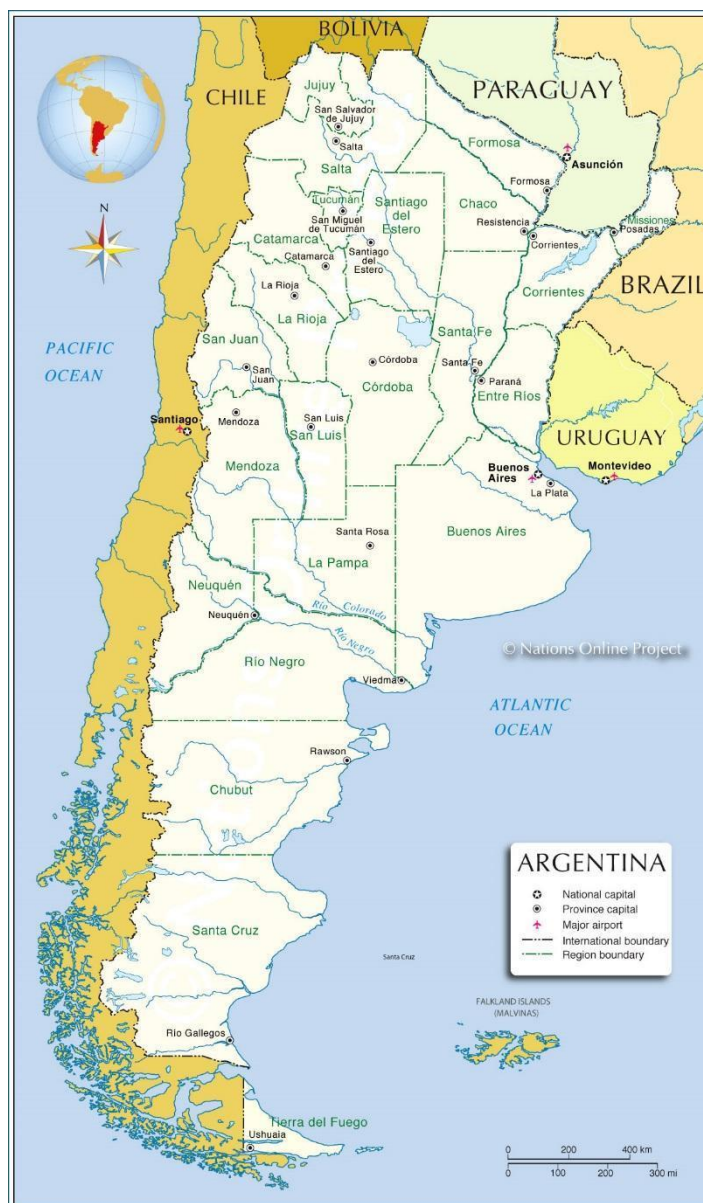 BOLIVIA
PARAGUAY
CHILE
Jujuy
San Salvador
de Jujuy
Salta
Salta
Formosa
Asunción
Formosa
Tucumán
San Miguel
de Tucumán
Santiago
del
Estero
Chaco
Resistencia
Corrientes
Missiones
Posadas
N
Catamarca
Catamarca
Santiago
del
Estero
Corrientes
BRAZIL
La Rioja
La Rioja
San Juan
San
Juan
Santa Fe
Santa Fe
Paraná
Entre Ríos
Córdoba
Córdoba
PACIFIC
OCEAN
Santiago
Mendoza
Mendoza
San Luis
San Luis
URUGUAY
Buenos
Aires
La Plata
Montevideo
Buenos Aires
Santa Rosa
La Pampa
Neuquén
Neuquén
Río
Colorado
Río Negro
Río Negro
Viedma
© Nations Online Project
ATLANTIC
OCEAN
Rawson
Chubut
Santa Cruz
Santa Cruz
ARGENTINA
National capital
Province capital
Major airport
International boundary
Region boundary
FALKLAND ISLANDS
(MALVINAS)
Río Gallegos
Tierra del Fuego
Ushuaia
0 200 400 km
0 100 200 300 mi